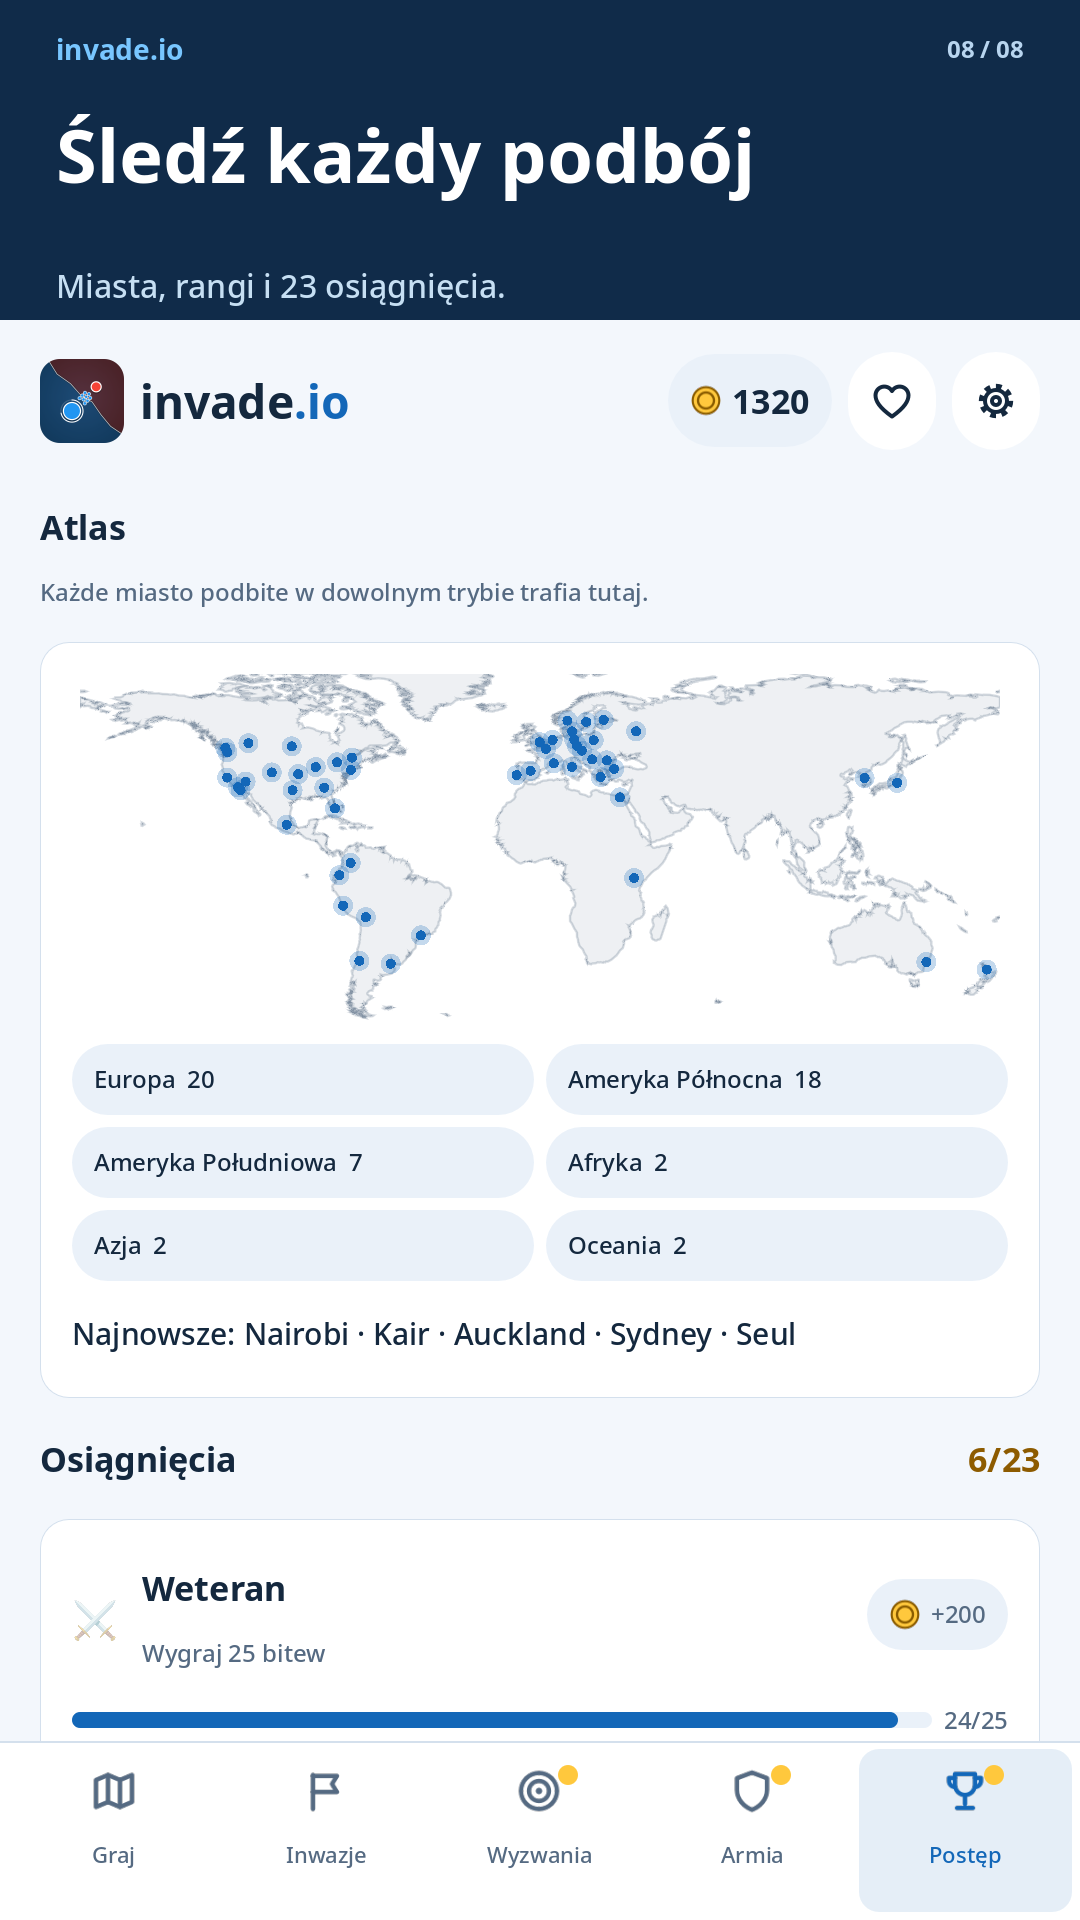 invade.io
08 / 08
Śledź każdy podbój
Miasta, rangi i 23 osiągnięcia.
invade.io
1320
Atlas
Każde miasto podbite w dowolnym trybie trafia tutaj.
Europa 20
Ameryka Północna 18
Ameryka Południowa 7
Afryka 2
Azja 2
Oceania 2
Najnowsze: Nairobi · Kair · Auckland · Sydney · Seul
Osiągnięcia
6/23
Weteran
+200
Wygraj 25 bitew
24/25
Graj
Inwazje
Wyzwania
Armia
Postęp